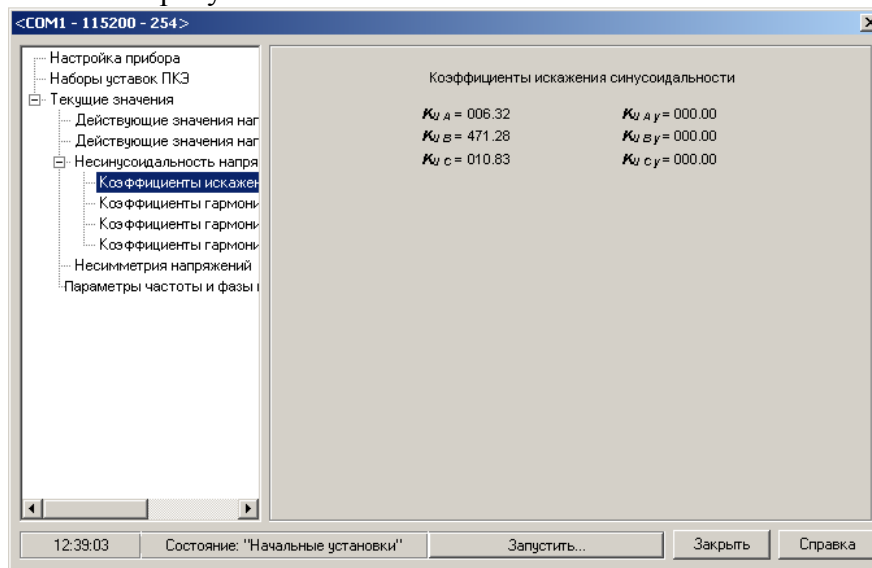 <COM1 - 115200 - 254>
Настройка прибора
Наборы уставок ПКЭ
Текущие значения
Действующие значения наг
Действующие значения наг
Несинусоидальность напря
Коэффициенты искажен
Коэффициенты гармони
Коэффициенты гармони
Коэффициенты гармони
Несимметрия напряжений
Параметры частоты и фазы
Коэффициенты искажения синусоидальности
KU A = 006.32 KU A y = 000.00
KU B = 471.28 KU B y = 000.00
KU C = 010.83 KU C y = 000.00
12:39:03 Состояние: "Начальные установки" Запустить... Закрыть Справка